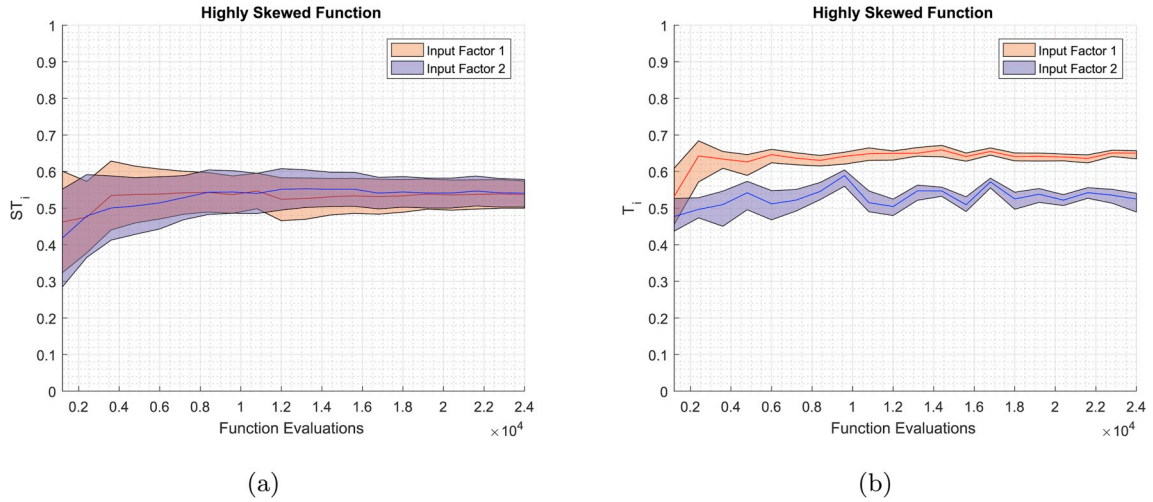 Highly Skewed Function
1
0.9
0.8
0.7
0.6
0.5
0.4
0.3
0.2
0.1
0
ST_i
Input Factor 1
Input Factor 2
0.2 0.4 0.6 0.8 1 1.2 1.4 1.6 1.8 2 2.2 2.4
Function Evaluations
×10^4
(a)
Highly Skewed Function
1
0.9
0.8
0.7
0.6
0.5
0.4
0.3
0.2
0.1
0
T_i
Input Factor 1
Input Factor 2
0.2 0.4 0.6 0.8 1 1.2 1.4 1.6 1.8 2 2.2 2.4
Function Evaluations
×10^4
(b)